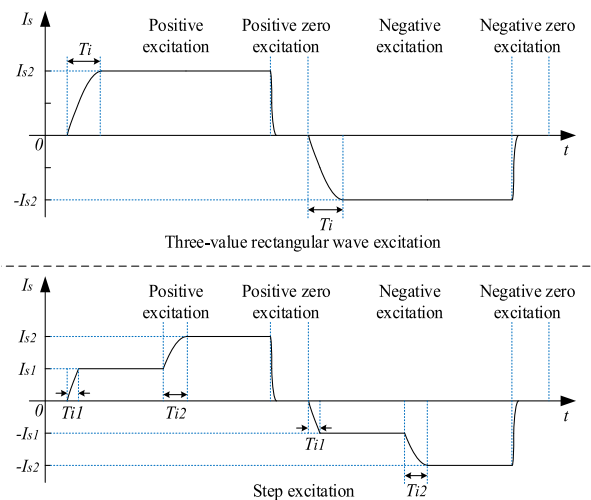 Is
Positive excitation
Positive zero excitation
Negative excitation
Negative zero excitation
Ti
Is2
0
t
-Is2
Ti
Three-value rectangular wave excitation
Is
Positive excitation
Positive zero excitation
Negative excitation
Negative zero excitation
Is2
Is1
0
Ti1
Ti2
t
-Is1
Ti1
-Is2
Ti2
Step excitation